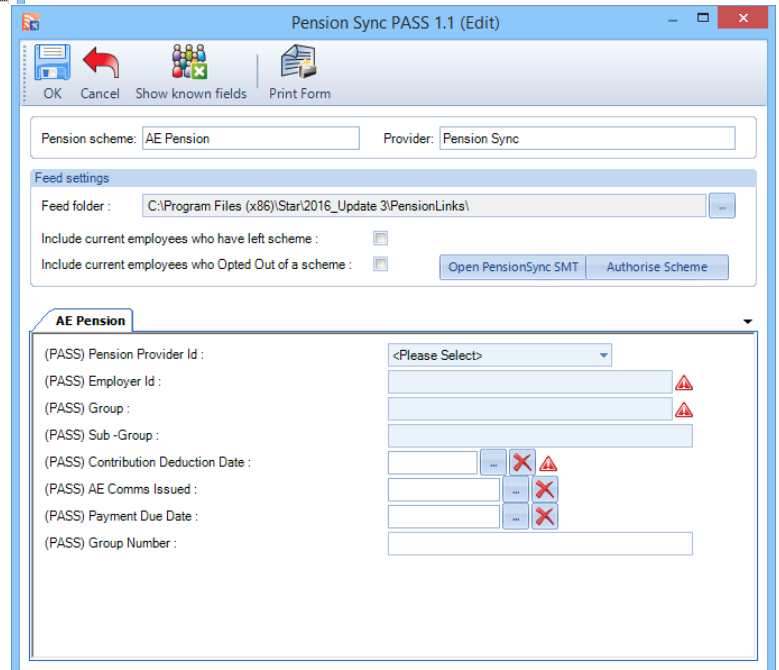 Pension Sync PASS 1.1 (Edit)
OK Cancel Show known fields Print Form
Pension scheme: AE Pension Provider: Pension Sync
Feed settings
Feed folder : C:\Program Files (x86)\Star\2016_Update 3\PensionLinks\ ...
Include current employees who have left scheme :
Include current employees who Opted Out of a scheme : Open PensionSync SMT Authorise Scheme
AE Pension
(PASS) Pension Provider Id : <Please Select>
(PASS) Employer Id :
(PASS) Group :
(PASS) Sub -Group :
(PASS) Contribution Deduction Date : ...
(PASS) AE Comms Issued : ...
(PASS) Payment Due Date : ...
(PASS) Group Number :